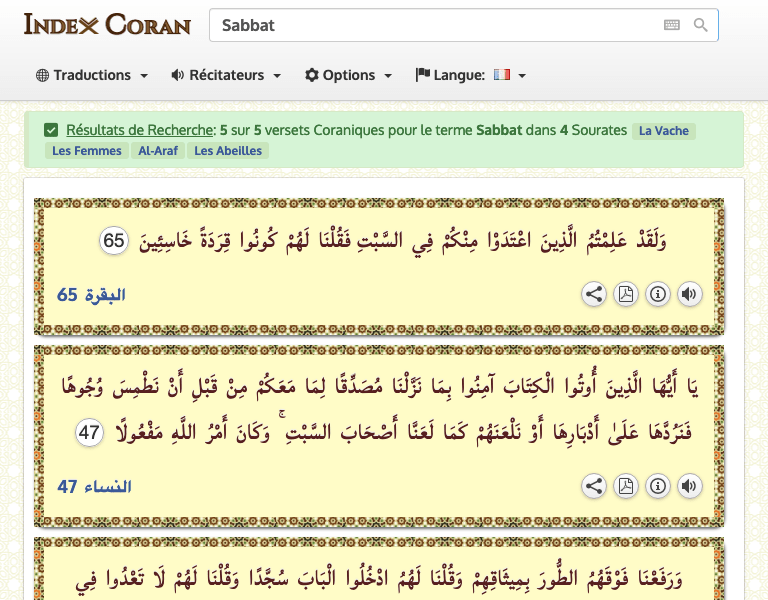 INDEX CORAN
Sabbat
Traductions
Récitateurs
Options
Langue:
Résultats de Recherche: 5 sur 5 versets Coraniques pour le terme Sabbat dans 4 Sourates La Vache
Les Femmes Al-Araf Les Abeilles
وَلَقَدْ عَلِمْتُمُ الَّذِينَ اعْتَدَوْا مِنْكُمْ فِي السَّبْتِ فَقُلْنَا لَهُمْ كُونُوا قِرَدَةً خَاسِئِينَ 65
البقرة 65
يَا أَيُّهَا الَّذِينَ أُوتُوا الْكِتَابَ آمِنُوا بِمَا نَزَّلْنَا مُصَدِّقًا لِمَا مَعَكُمْ مِنْ قَبْلِ أَنْ نَطْمِسَ وُجُوهًا
فَنَرُدَّهَا عَلَىٰ أَدْبَارِهَا أَوْ نَلْعَنَهُمْ كَمَا لَعَنَّا أَصْحَابَ السَّبْتِ ۚ وَكَانَ أَمْرُ اللَّهِ مَفْعُولًا 47
النساء 47
وَرَفَعْنَا فَوْقَهُمُ الطُّورَ بِمِيثَاقِهِمْ وَقُلْنَا لَهُمُ ادْخُلُوا الْبَابَ سُجَّدًا وَقُلْنَا لَهُمْ لَا تَعْدُوا فِي